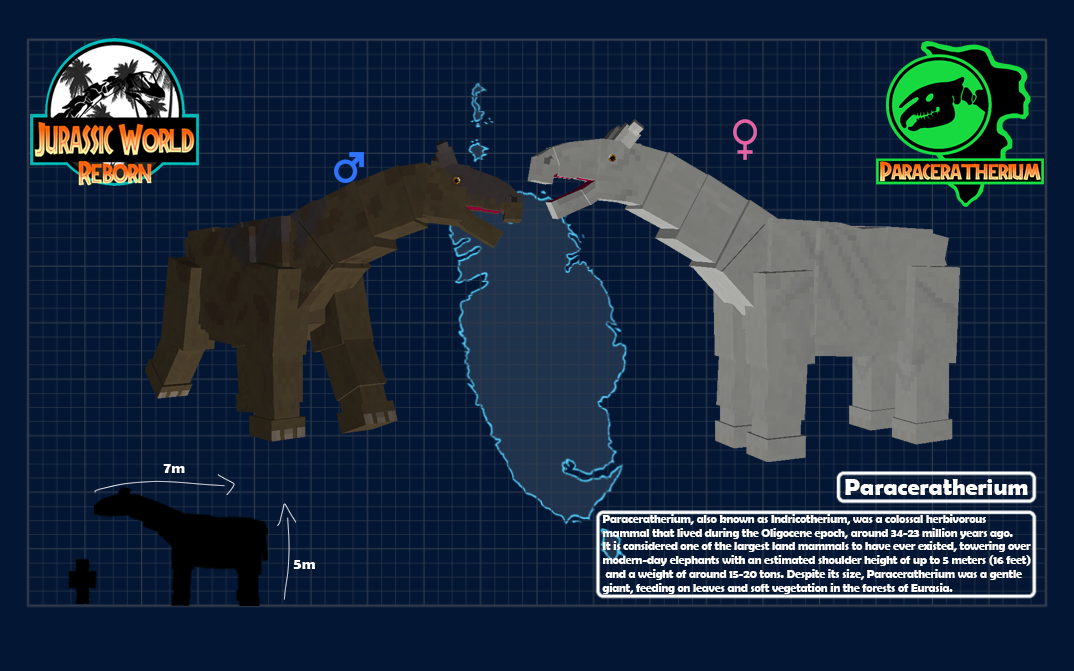 JURASSIC WORLD
REBORN
PARACERATHERIUM
7m
5m
Paraceratherium
Paraceratherium, also known as Indricotherium, was a colossal herbivorous
mammal that lived during the Oligocene epoch, around 34-23 million years ago.
It is considered one of the largest land mammals to have ever existed, towering over
modern-day elephants with an estimated shoulder height of up to 5 meters (16 feet)
and a weight of around 15-20 tons. Despite its size, Paraceratherium was a gentle
giant, feeding on leaves and soft vegetation in the forests of Eurasia.